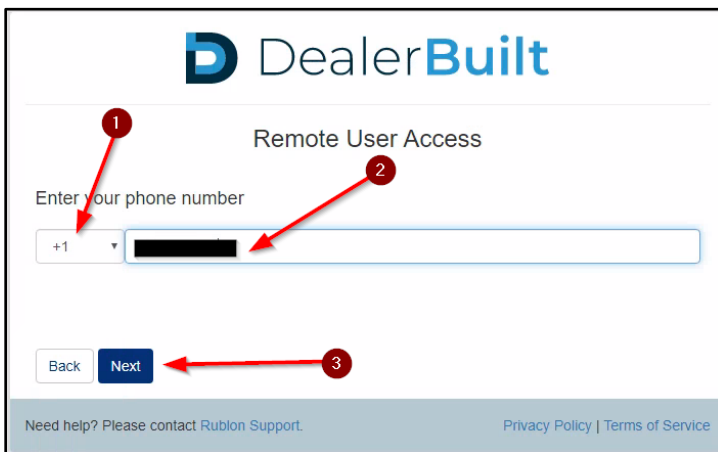 DealerBuilt
1
Remote User Access
2
Enter your phone number
+1
Back
Next
3
Need help? Please contact Rublon Support.
Privacy Policy | Terms of Service